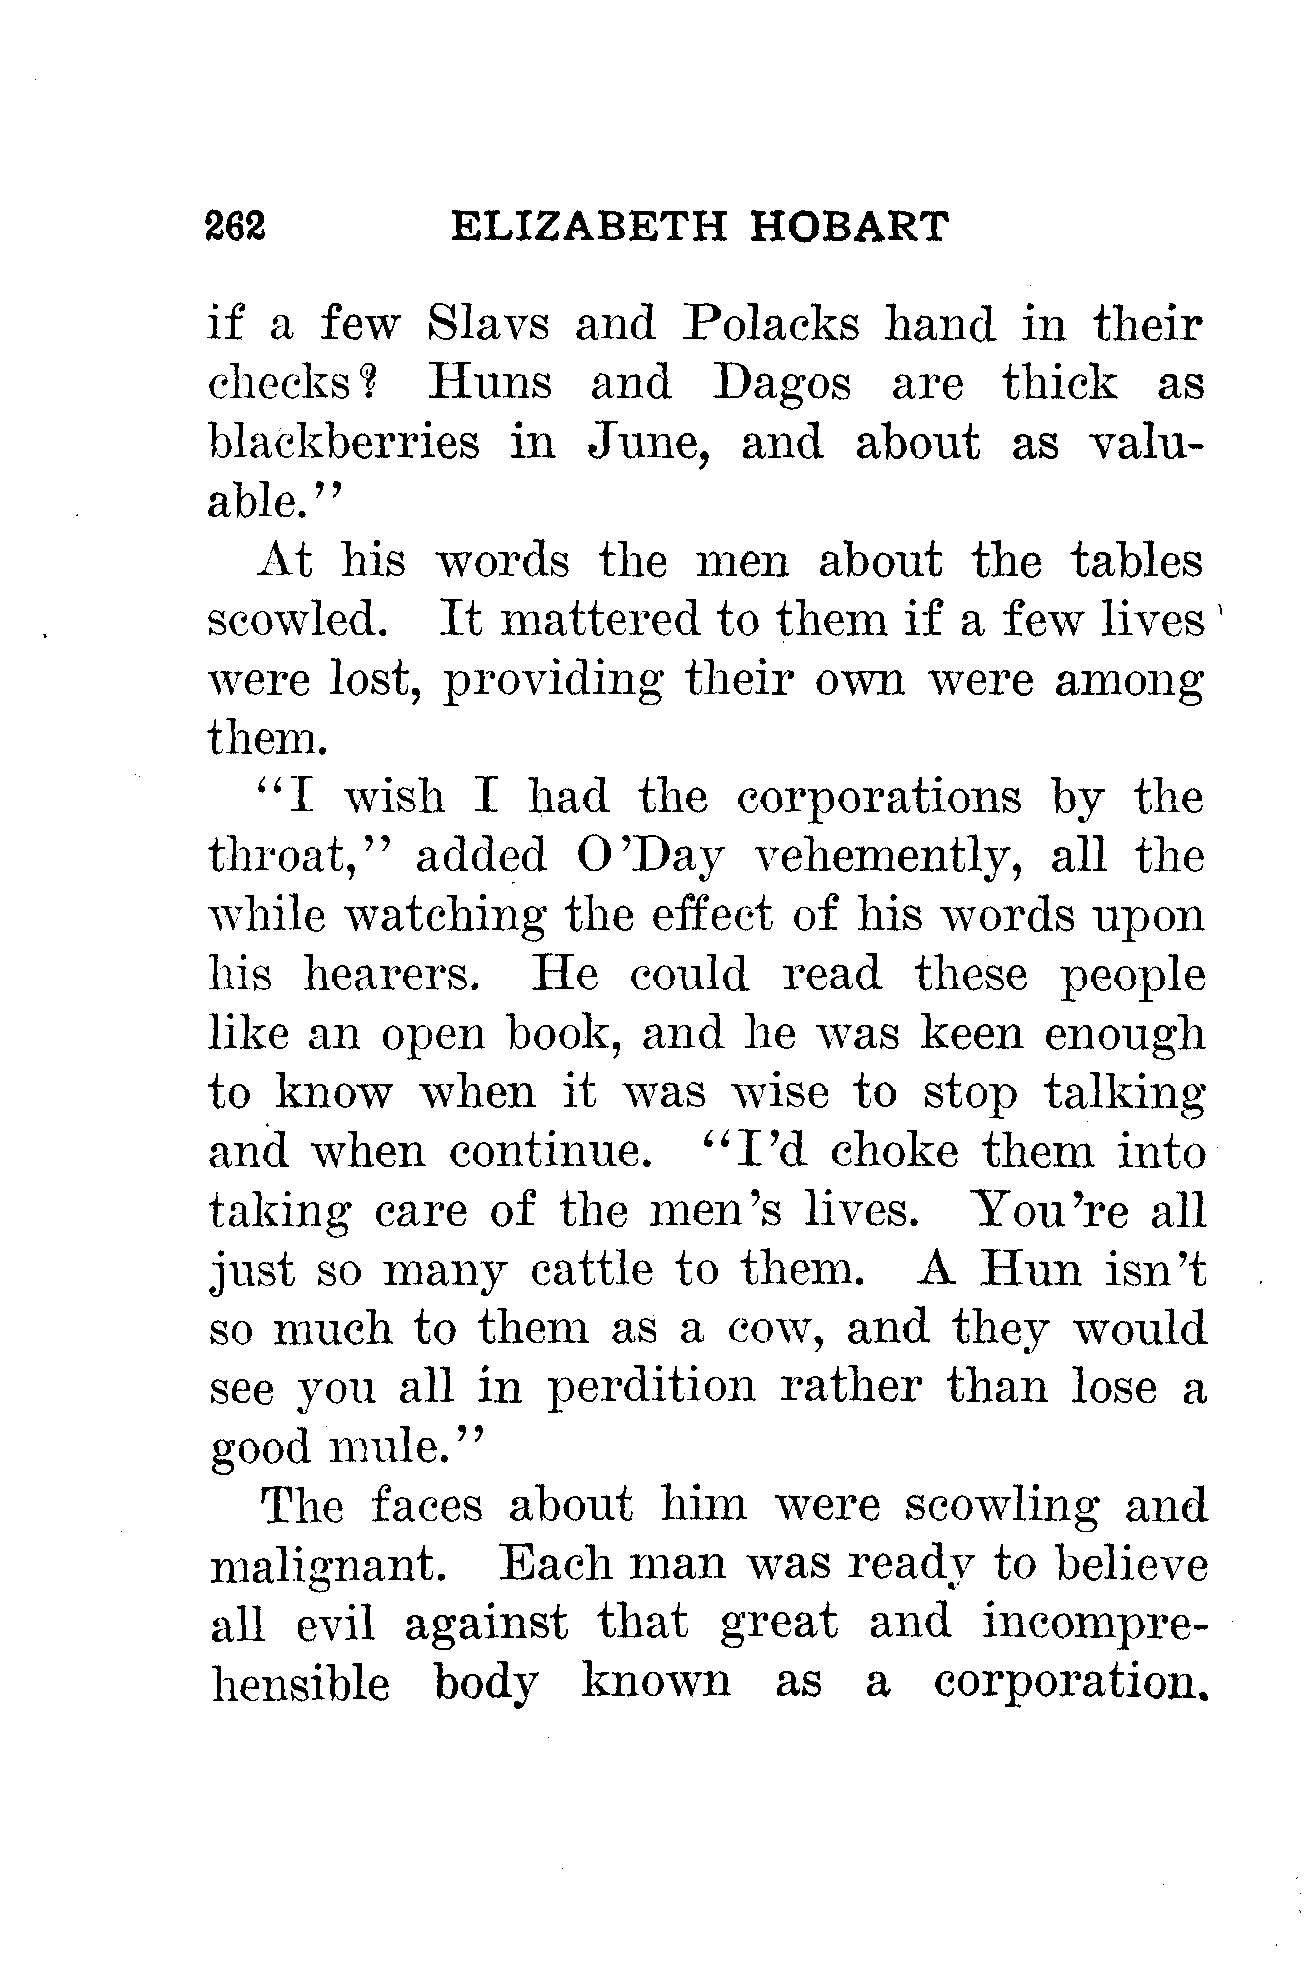 262 ELIZABETH HOBART
if a few Slavs and Polacks hand in their
checks? Huns and Dagos are thick as
blackberries in June, and about as valu-
able."
At his words the men about the tables
scowled. It mattered to them if a few lives
were lost, providing their own were among
them.
"I wish I had the corporations by the
throat," added O'Day vehemently, all the
while watching the effect of his words upon
his hearers. He could read these people
like an open book, and he was keen enough
to know when it was wise to stop talking
and when continue. "I'd choke them into
taking care of the men's lives. You're all
just so many cattle to them. A Hun isn't
so much to them as a cow, and they would
see you all in perdition rather than lose a
good mule."
The faces about him were scowling and
malignant. Each man was ready to believe
all evil against that great and incompre-
hensible body known as a corporation.